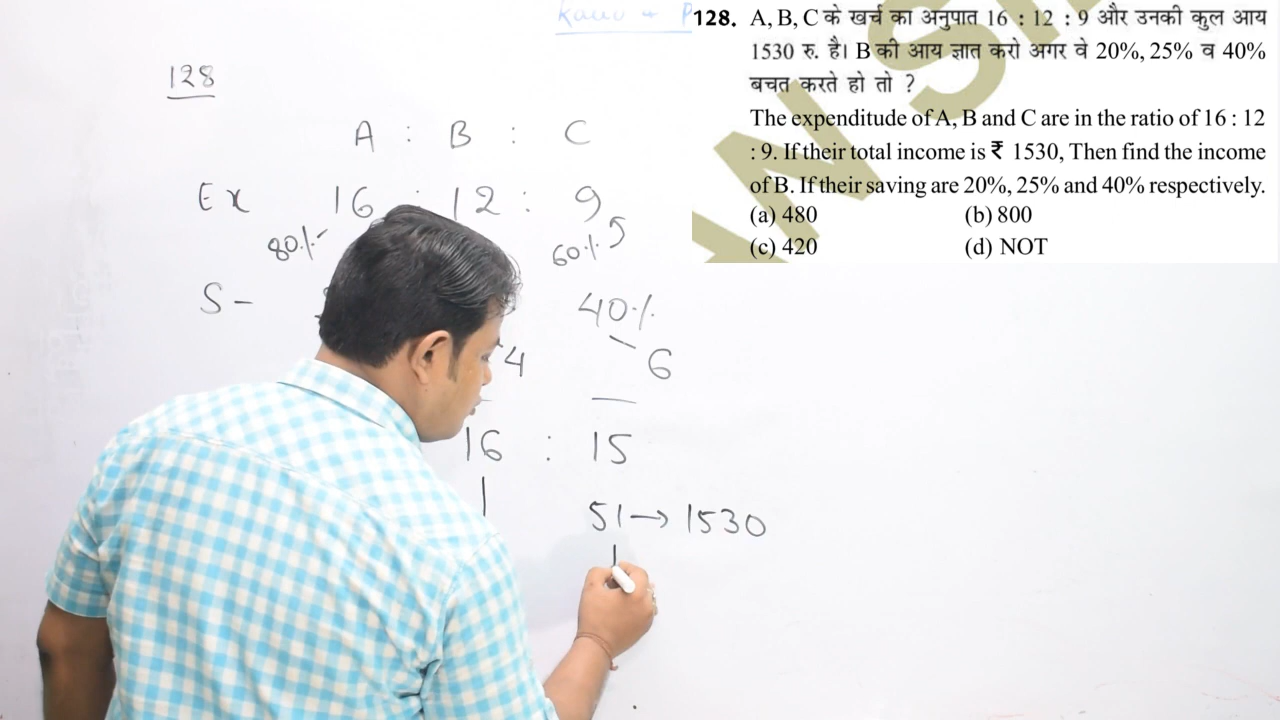 128. A, B, C के खर्च का अनुपात 16 : 12 : 9 और उनकी कुल आय
1530 रु. है। B की आय ज्ञात करो अगर वे 20%, 25% व 40%
बचत करते हो तो ?
The expenditude of A, B and C are in the ratio of 16 : 12
: 9. If their total income is ₹ 1530, Then find the income
of B. If their saving are 20%, 25% and 40% respectively.
(a) 480 (b) 800
(c) 420 (d) NOT
128
A : B : C
Ex 16 : 12 : 9
80% 60%
S - 40%
4 6
16 : 15
51 → 1530